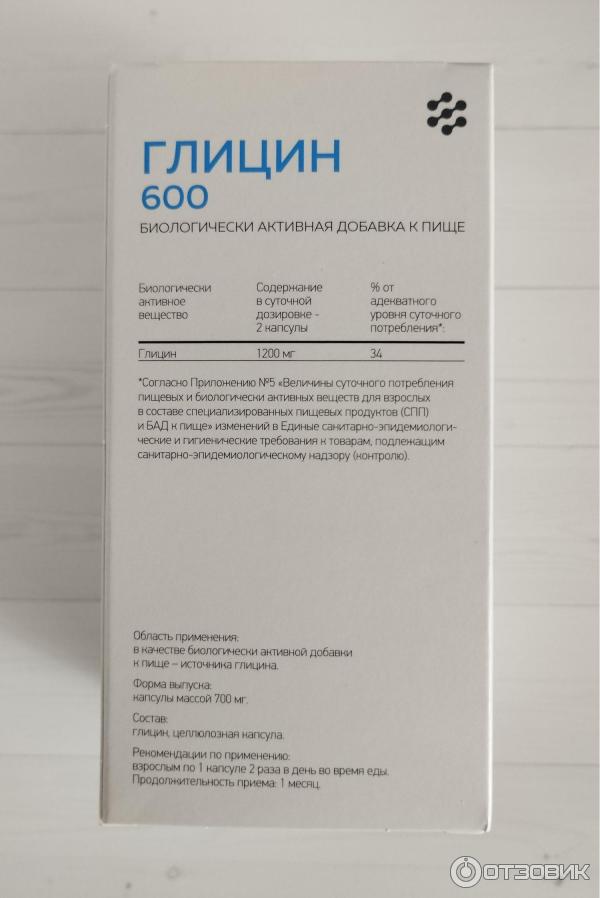 ГЛИЦИН
600
БИОЛОГИЧЕСКИ АКТИВНАЯ ДОБАВКА К ПИЩЕ
Биологически
активное
вещество
Содержание
в суточной
дозировке -
2 капсулы
% от
адекватного
уровня суточного
потребления*:
Глицин 1200 мг 34
*Согласно Приложению №5 «Величины суточного потребления
пищевых и биологически активных веществ для взрослых
в составе специализированных пищевых продуктов (СПП)
и БАД к пище» изменений в Единые санитарно-эпидемиологи-
ческие и гигиенические требования к товарам, подлежащим
санитарно-эпидемиологическому надзору (контролю).
Область применения:
в качестве биологически активной добавки
к пище – источника глицина.
Форма выпуска:
капсулы массой 700 мг.
Состав:
глицин, целлюлозная капсула.
Рекомендации по применению:
взрослым по 1 капсуле 2 раза в день во время еды.
Продолжительность приема: 1 месяц.
ОТЗОВИК